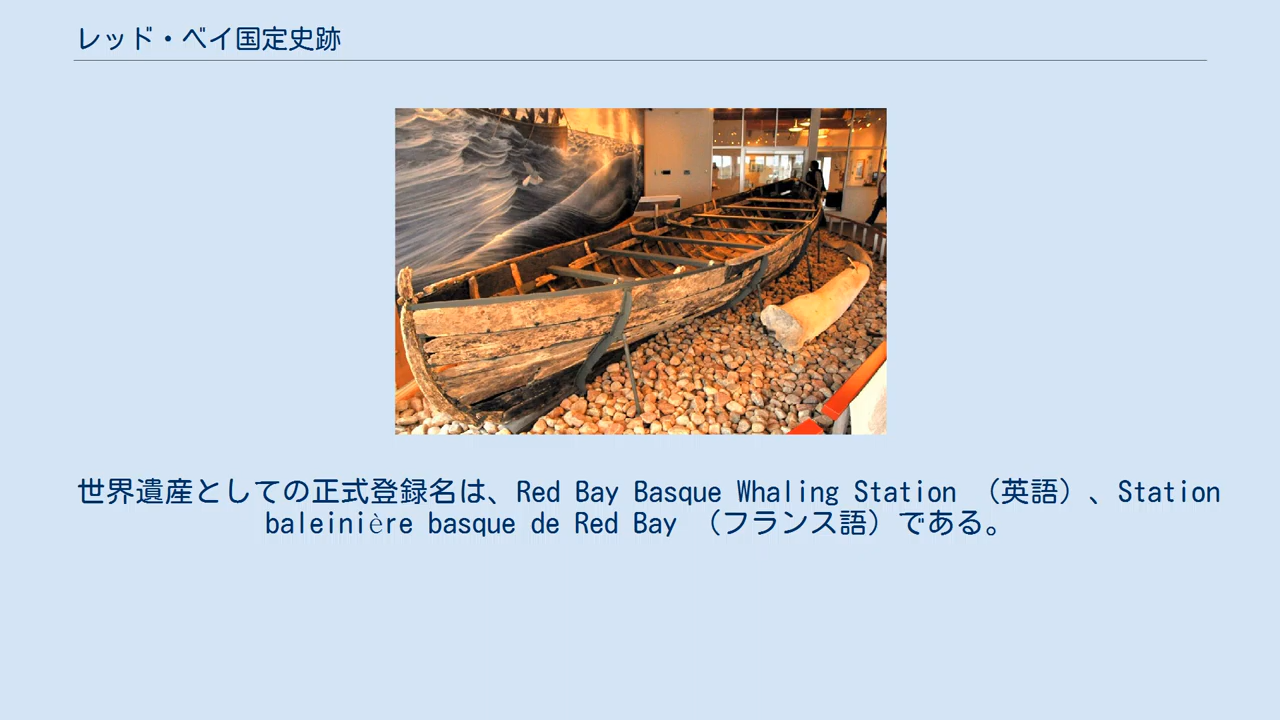 レッド・ベイ国定史跡
世界遺産としての正式登録名は、Red Bay Basque Whaling Station （英語）、Station
baleinière basque de Red Bay （フランス語）である。